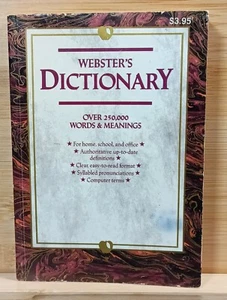 $3.95
WEBSTER'S
DICTIONARY
OVER 250,000
WORDS & MEANINGS
★ For home, school, and office ★
★ Authoritative up-to-date
definitions ★
★ Clear, easy-to-read format ★
★ Syllabled pronunciations ★
★ Computer terms ★